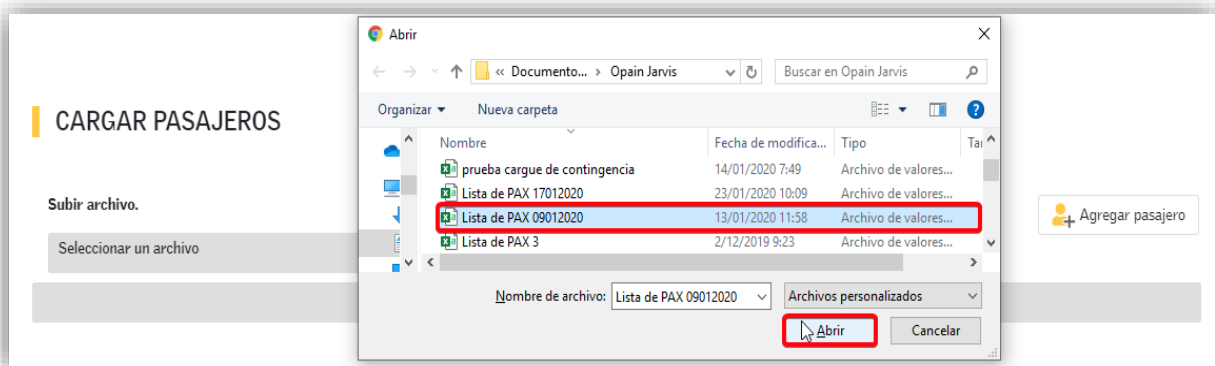 Abrir
« Documento... › Opain Jarvis
Buscar en Opain Jarvis
Organizar
Nueva carpeta
Nombre
Fecha de modifica...
Tipo
Tai
prueba cargue de contingencia
14/01/2020 7:49
Archivo de valores...
Lista de PAX 17012020
23/01/2020 10:09
Archivo de valores...
Lista de PAX 09012020
13/01/2020 11:58
Archivo de valores...
Lista de PAX 3
2/12/2019 9:23
Archivo de valores...
Nombre de archivo:
Lista de PAX 09012020
Archivos personalizados
Abrir
Cancelar
CARGAR PASAJEROS
Subir archivo.
Seleccionar un archivo
Agregar pasajero